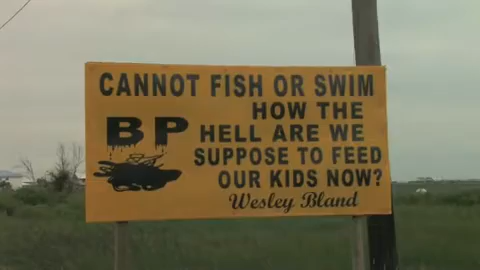 CANNOT FISH OR SWIM
HOW THE
BP HELL ARE WE
SUPPOSE TO FEED
OUR KIDS NOW?
Wesley Bland